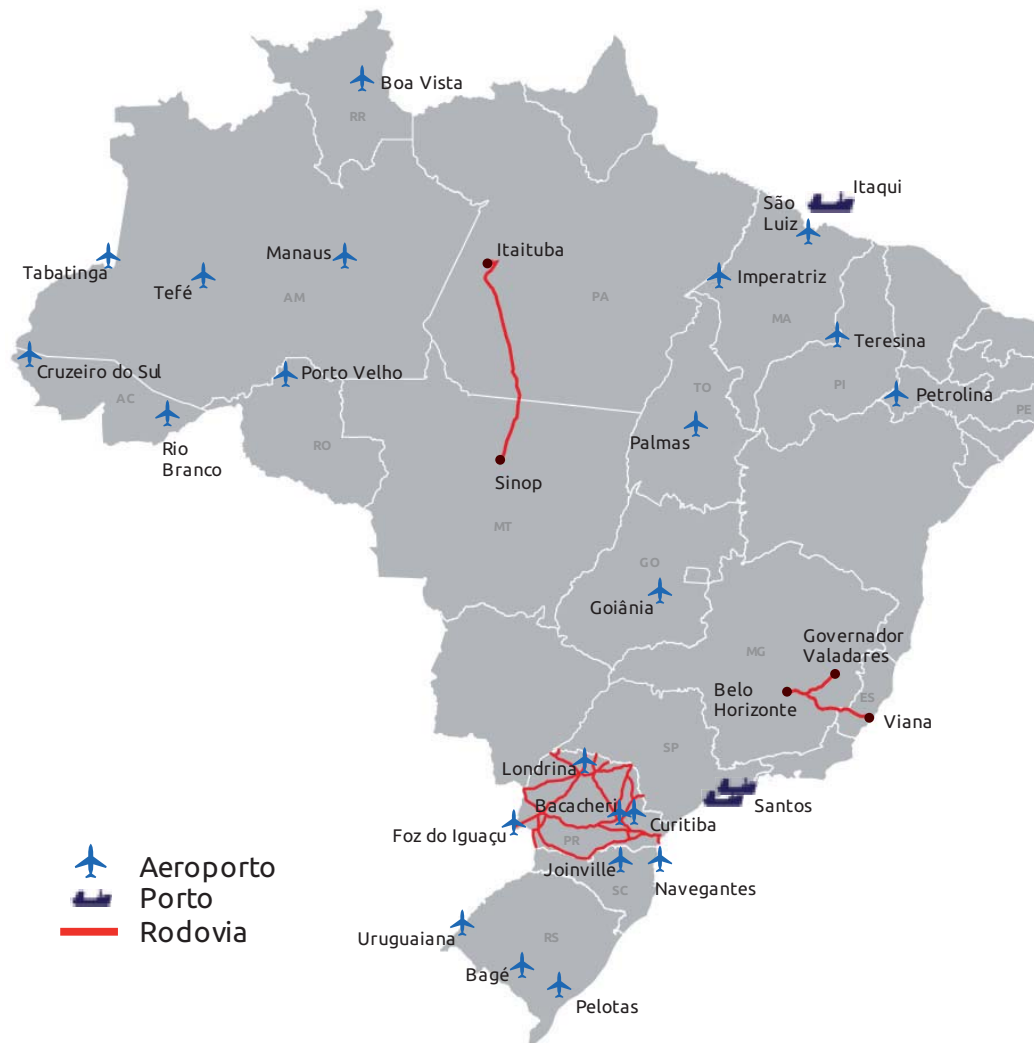 Boa Vista
RR
Itaqui
São
Luiz
Manaus
Itaituba
Tabatinga
Tefé
Imperatriz
AM
PA
MA
Teresina
Cruzeiro do Sul
Porto Velho
TO
PI
Petrolina
AC
PE
Rio
Branco
RO
Palmas
Sinop
MT
GO
Goiânia
Governador
Valadares
MG
Belo
Horizonte
ES
Viana
SP
Londrina
Bacacheri
Santos
Curitiba
Foz do Iguaçu
PR
Joinville
Navegantes
SC
Aeroporto
Porto
Rodovia
Uruguaiana
RS
Bagé
Pelotas